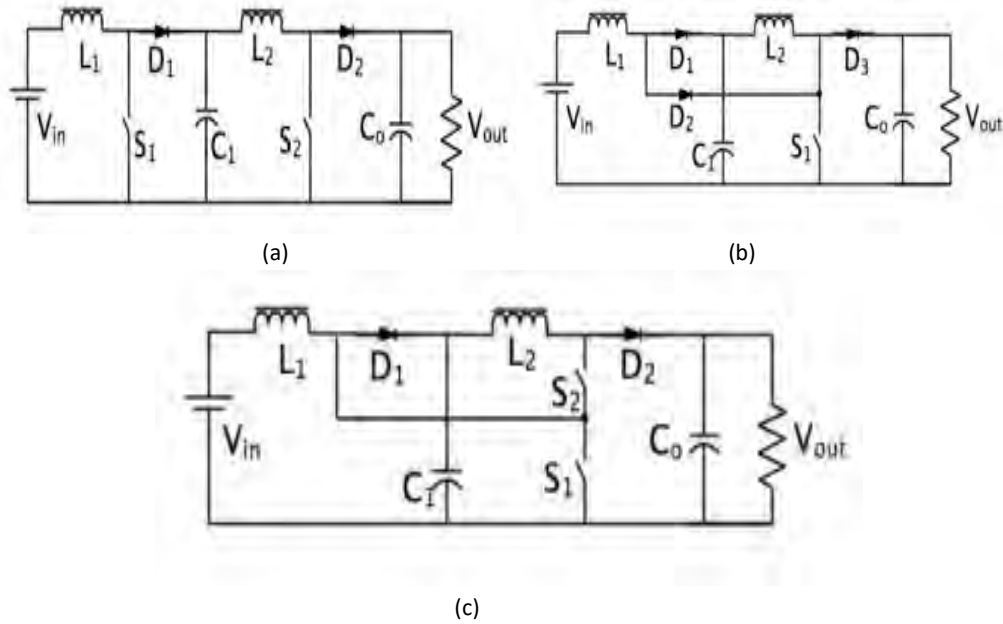 L1 D1 L2 D2
Vin S1 C1 S2 Co Vout
(a)
L1 D1 L2 D3
Vin D2 C1 S1 Co Vout
(b)
L1 D1 L2 D2
Vin C1 S2 S1 Co Vout
(c)